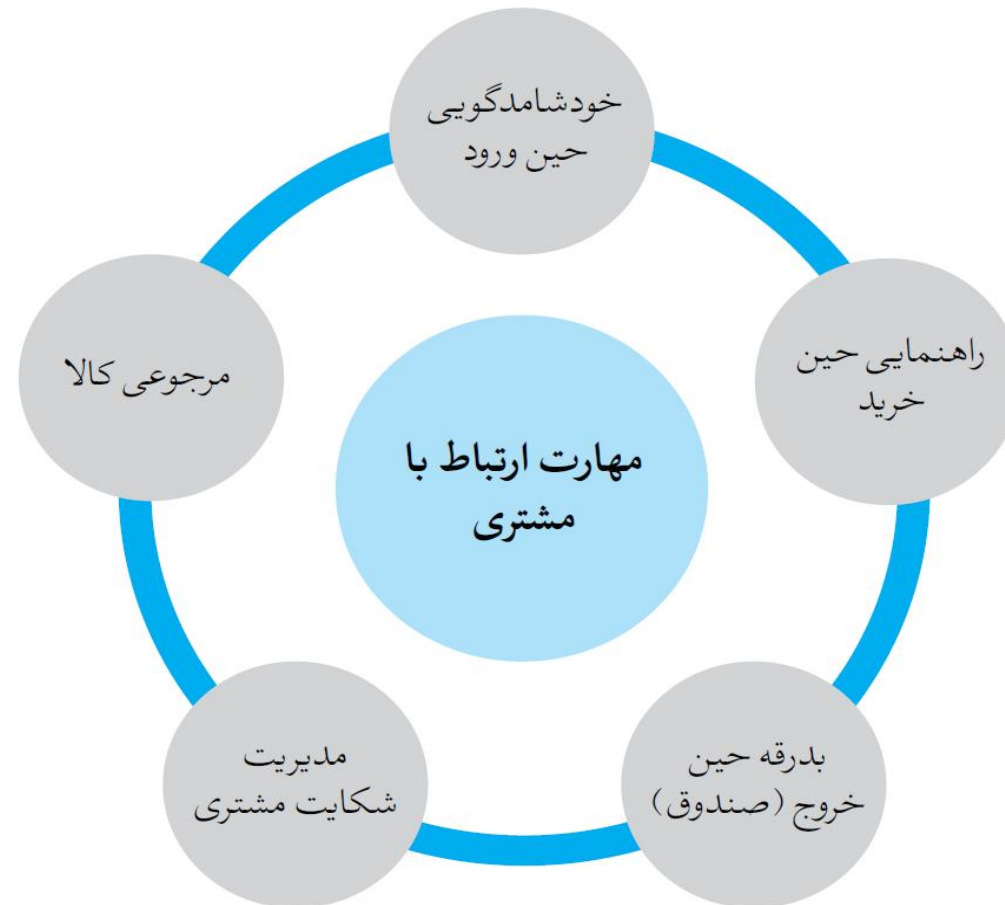 خودشامدگویی
حین ورود
راهنمایی حین
خرید
بدرقه حین
خروج (صندوق)
مدیریت
شکایت مشتری
مرجوعی کالا
مهارت ارتباط با
مشتری